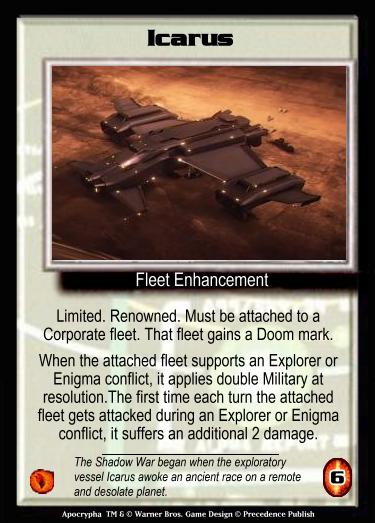 Icarus
Fleet Enhancement
Limited. Renowned. Must be attached to a
Corporate fleet. That fleet gains a Doom mark.
When the attached fleet supports an Explorer or
Enigma conflict, it applies double Military at
resolution.The first time each turn the attached
fleet gets attacked during an Explorer or Enigma
conflict, it suffers an additional 2 damage.
The Shadow War began when the exploratory
vessel Icarus awoke an ancient race on a remote
and desolate planet.
6
Apocrypha TM & © Warner Bros. Game Design © Precedence Publish